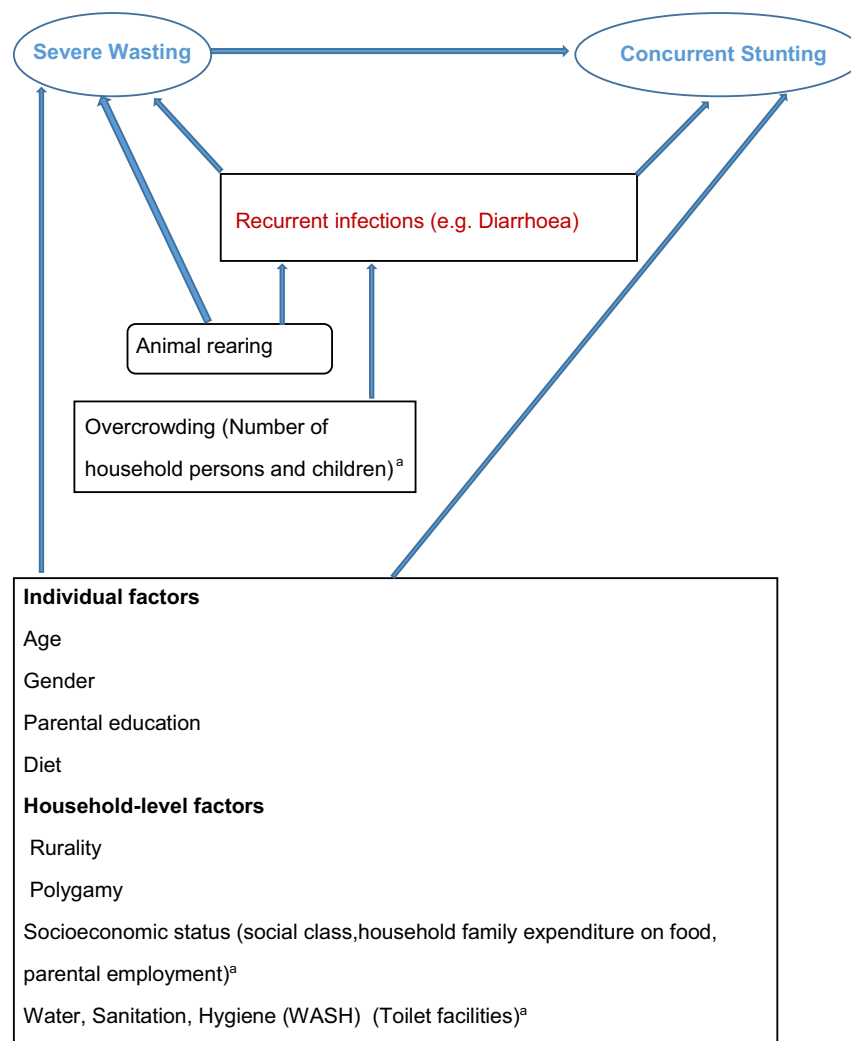 Severe Wasting
Concurrent Stunting
Recurrent infections (e.g. Diarrhoea)
Animal rearing
Overcrowding (Number of
household persons and children)ᵃ
Individual factors
Age
Gender
Parental education
Diet
Household-level factors
Rurality
Polygamy
Socioeconomic status (social class,household family expenditure on food,
parental employment)ᵃ
Water, Sanitation, Hygiene (WASH) (Toilet facilities)ᵃ